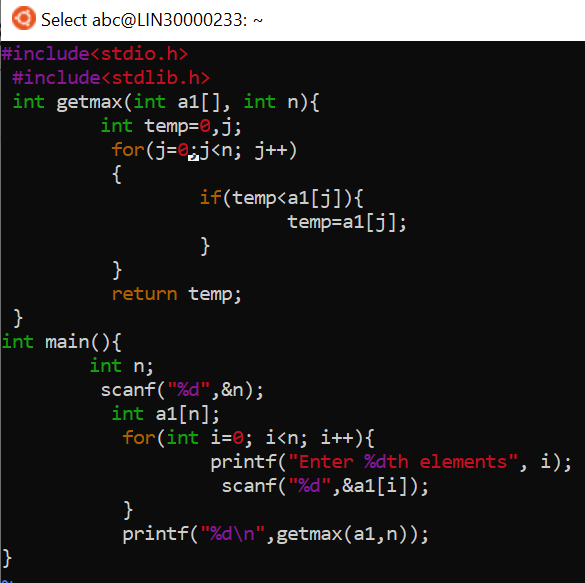 Select abc@LIN30000233: ~
#include<stdio.h>
#include<stdlib.h>
int getmax(int a1[], int n){
int temp=0,j;
for(j=0;j<n; j++)
{
if(temp<a1[j]){
temp=a1[j];
}
}
return temp;
}
int main(){
int n;
scanf("%d",&n);
int a1[n];
for(int i=0; i<n; i++){
printf("Enter %dth elements", i);
scanf("%d",&a1[i]);
}
printf("%d\n",getmax(a1,n));
}